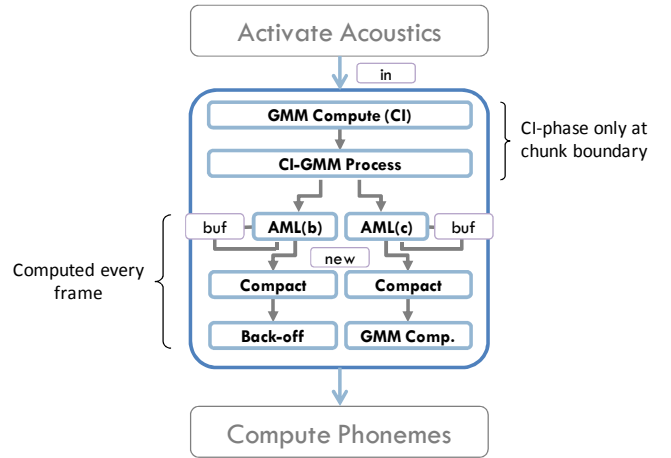 Activate Acoustics
in
GMM Compute (CI)
CI-GMM Process
CI-phase only at
chunk boundary
buf
AML(b)
AML(c)
buf
new
Computed every
frame
Compact
Compact
Back-off
GMM Comp.
Compute Phonemes